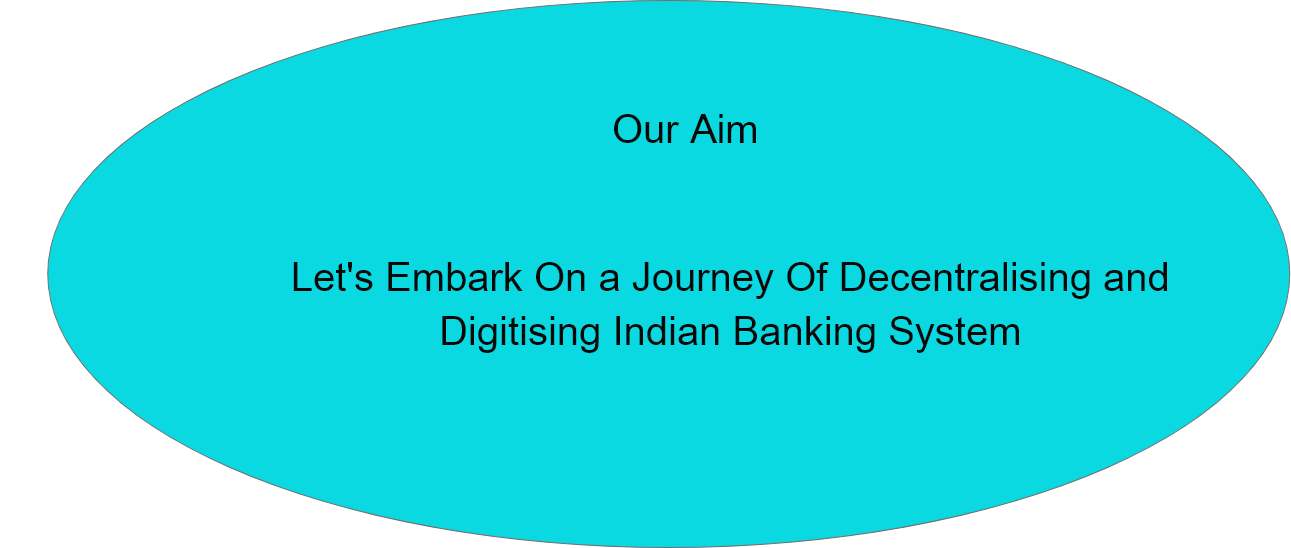 Our Aim
Let's Embark On a Journey Of Decentralising and
Digitising Indian Banking System